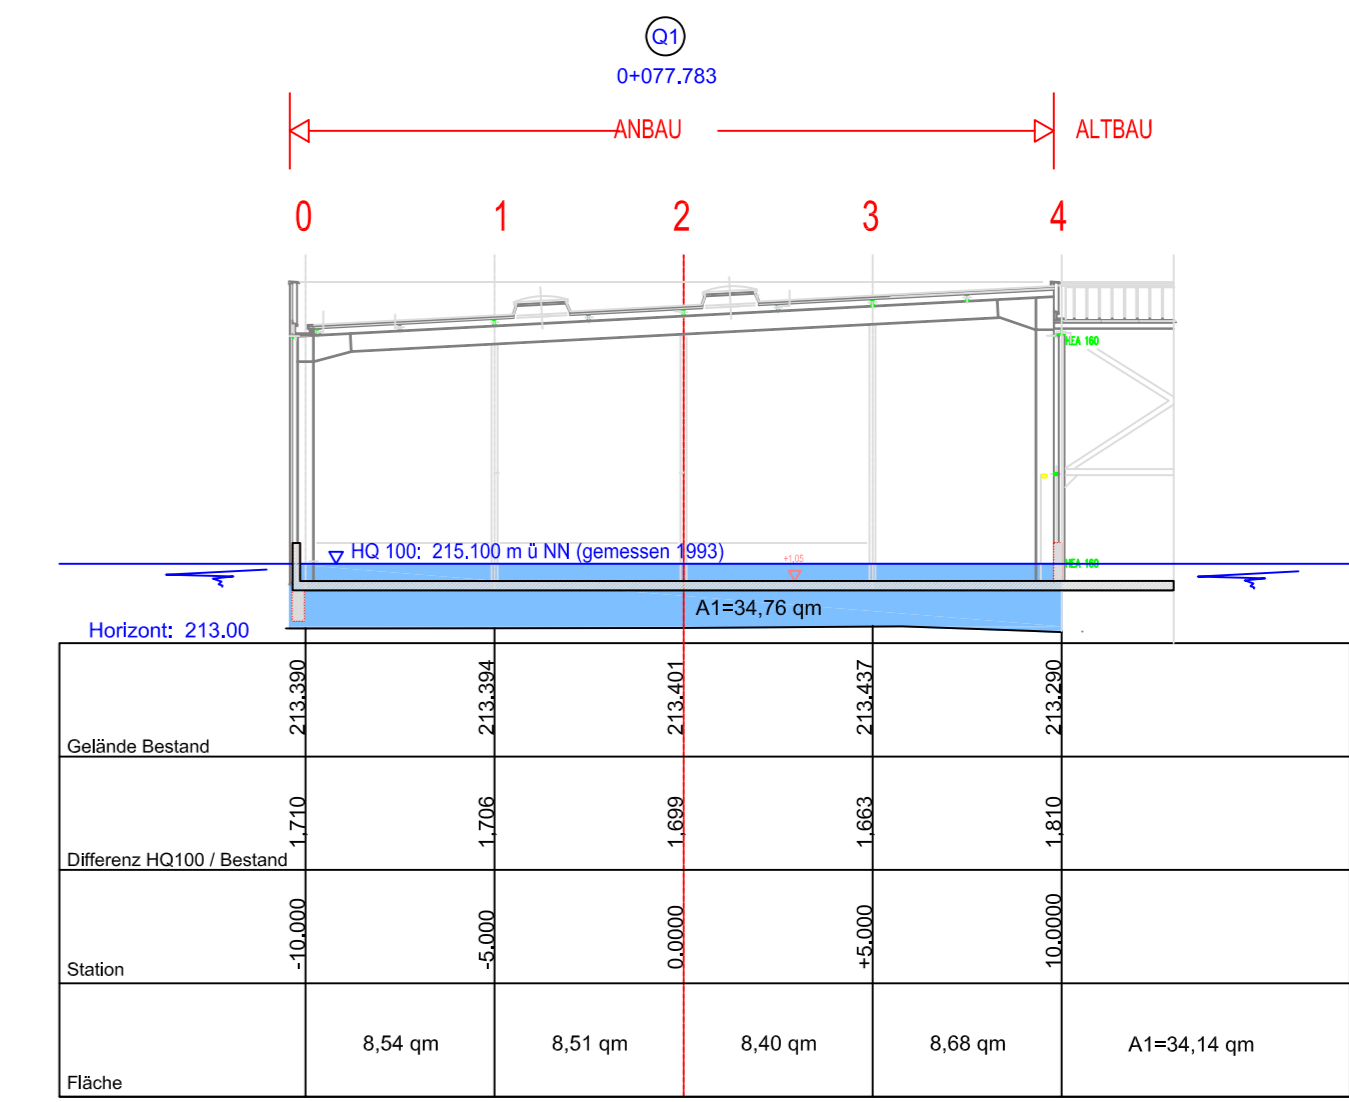 Q1
0+077.783
ANBAU
ALTBAU
0 1 2 3 4
HEA 160
HQ 100: 215.100 m ü NN (gemessen 1993)
+1,05
HEA 160
A1=34,76 qm
Horizont: 213.00
Gelände Bestand 213.390 213.394 213.401 213.437 213.290
Differenz HQ100 / Bestand 1,710 1,706 1,699 1,663 1,810
Station -10.000 -5.000 0.0000 +5.000 10.0000
Fläche 8,54 qm 8,51 qm 8,40 qm 8,68 qm A1=34,14 qm